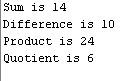 Sum is 14
Difference is 10
Product is 24
Quotient is 6